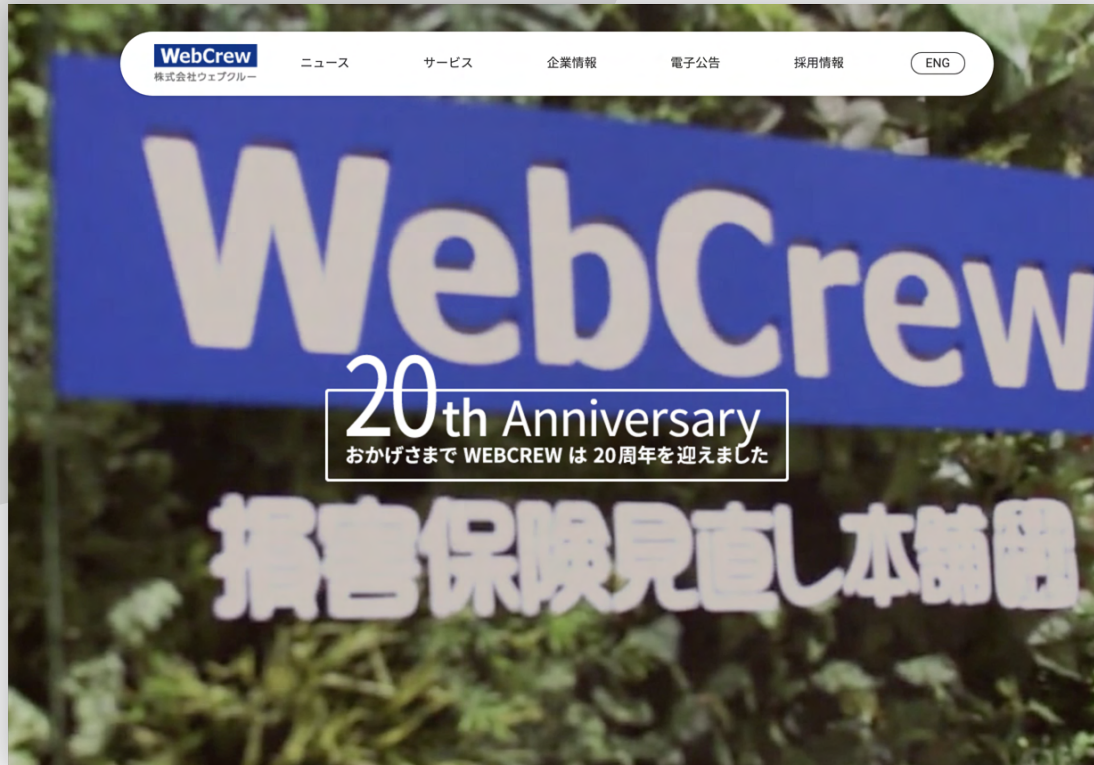 WebCrew
株式会社ウェブクルー
ニュース
サービス
企業情報
電子公告
採用情報
ENG
WebCrew
20th Anniversary
おかげさまで WEBCREW は 20周年を迎えました
損害保険見直し本舗